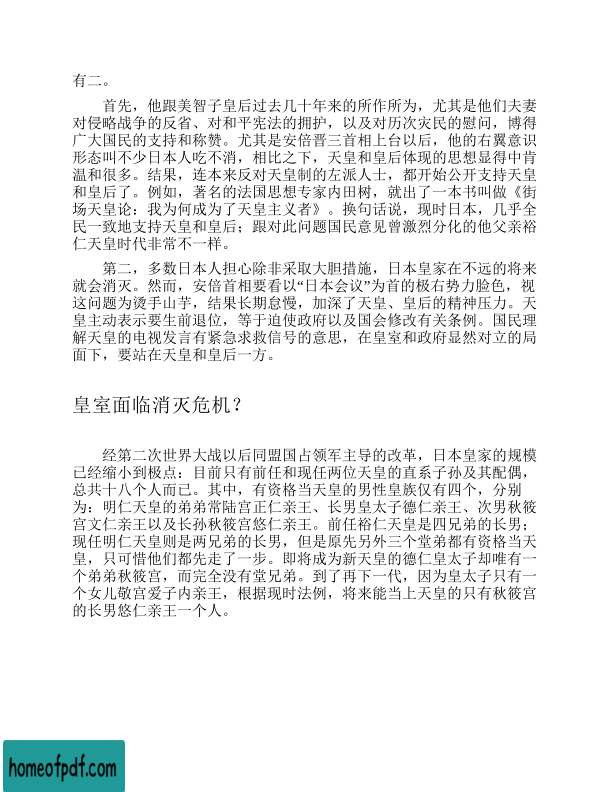 有二。
首先，他跟美智子皇后过去几十年来的所作所为，尤其是他们夫妻
对侵略战争的反省、对和平宪法的拥护，以及对历次灾民的慰问，博得
广大国民的支持和称赞。尤其是安倍晋三首相上台以后，他的右翼意识
形态叫不少日本人吃不消，相比之下，天皇和皇后体现的思想显得中肯
温和很多。结果，连本来反对天皇制的左派人士，都开始公开支持天皇
和皇后了。例如，著名的法国思想专家内田树，就出了一本书叫做《街
场天皇论：我为何成为了天皇主义者》。换句话说，现时日本，几乎全
民一致地支持天皇和皇后；跟对此问题国民意见曾激烈分化的他父亲裕
仁天皇时代非常不一样。
第二，多数日本人担心除非采取大胆措施，日本皇家在不远的将来
就会消灭。然而，安倍首相要看以“日本会议”为首的极右势力脸色，视
这问题为烫手山芋，结果长期怠慢，加深了天皇、皇后的精神压力。天
皇主动表示要生前退位，等于迫使政府以及国会修改有关条例。国民理
解天皇的电视发言有紧急求救信号的意思，在皇室和政府显然对立的局
面下，要站在天皇和皇后一方。
皇室面临消灭危机？
经第二次世界大战以后同盟国占领军主导的改革，日本皇家的规模
已经缩小到极点：目前只有前任和现任两位天皇的直系子孙及其配偶，
总共十八个人而已。其中，有资格当天皇的男性皇族仅有四个，分别
为：明仁天皇的弟弟常陆宫正仁亲王、长男皇太子德仁亲王、次男秋筱
宫文仁亲王以及长孙秋筱宫悠仁亲王。前任裕仁天皇是四兄弟的长男；
现任明仁天皇则是两兄弟的长男，但是原先另外三个堂弟都有资格当天
皇，只可惜他们都先走了一步。即将成为新天皇的德仁皇太子却唯有一
个弟弟秋筱宫，而完全没有堂兄弟。到了再下一代，因为皇太子只有一
个女儿敬宫爱子内亲王，根据现时法例，将来能当上天皇的只有秋筱宫
的长男悠仁亲王一个人。
homeofpdf.com